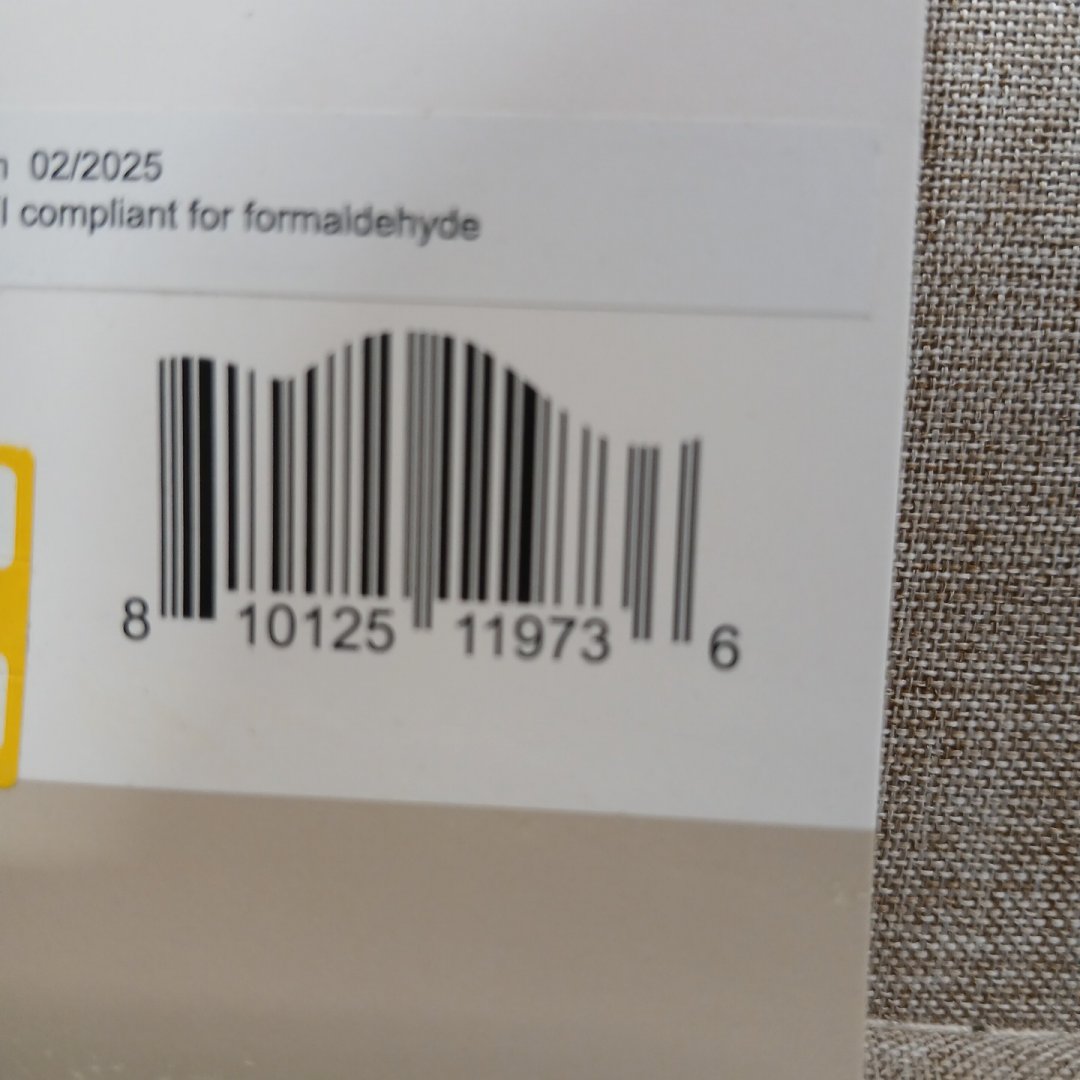 02/2025
compliant for formaldehyde
8 10125 11973 6